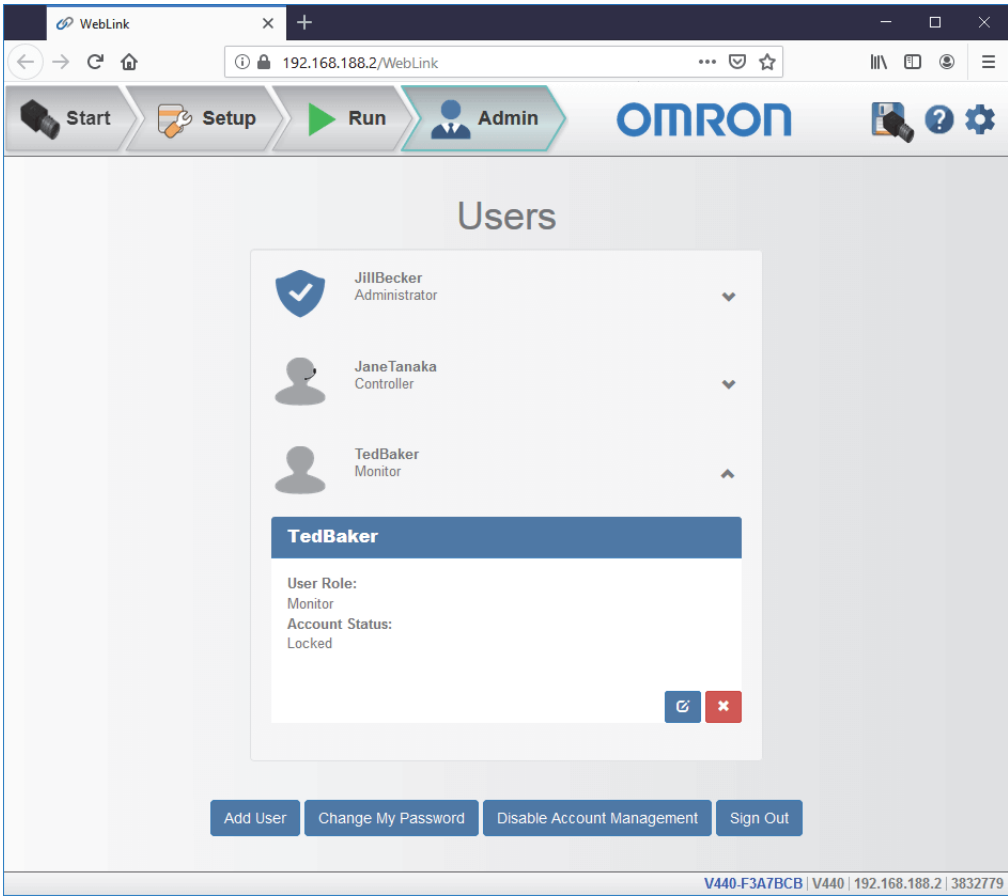 WebLink
192.168.188.2/WebLink
Start
Setup
Run
Admin
OMRON
Users
JillBecker
Administrator
JaneTanaka
Controller
TedBaker
Monitor
TedBaker
User Role:
Monitor
Account Status:
Locked
Add User
Change My Password
Disable Account Management
Sign Out
V440-F3A7BCB | V440 | 192.168.188.2 | 3832779